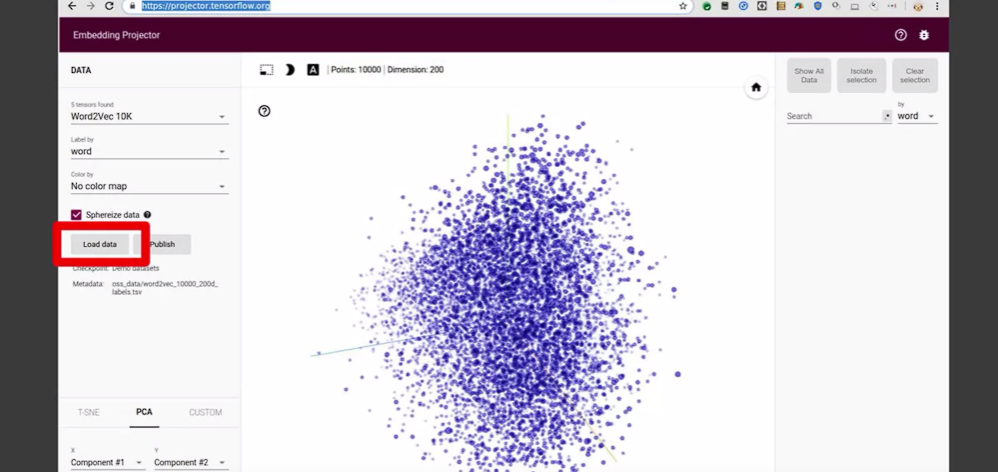 https://projector.tensorflow.org
Embedding Projector
DATA
Points: 10000 | Dimension: 200
Show All Data
Isolate selection
Clear selection
5 tensors found
Word2Vec 10K
Search
.*
by
word
Label by
word
Color by
No color map
Sphereize data
Load data
Publish
Checkpoint: Demo datasets
Metadata: oss_data/word2vec_10000_200d_
labels.tsv
T-SNE
PCA
CUSTOM
X
Component #1
Y
Component #2